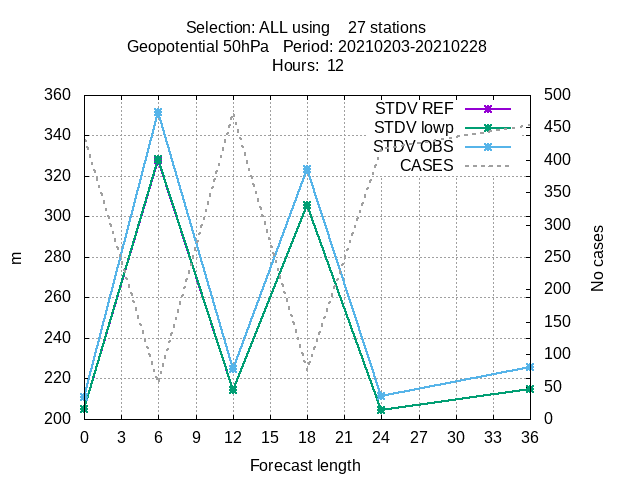 Selection: ALL using    27 stations
Geopotential 50hPa   Period: 20210203-20210228
Hours:  12
360
340
320
300
280
260
240
220
200
m
500
450
400
350
300
250
200
150
100
50
0
No cases
STDV REF
STDV lowp
STDV OBS
CASES
0 3 6 9 12 15 18 21 24 27 30 33 36
Forecast length